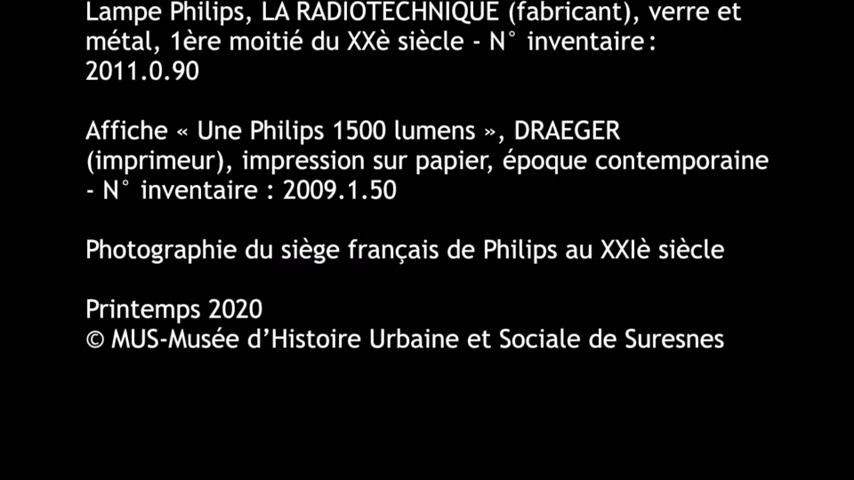 Lampe Philips, LA RADIOTECHNIQUE (fabricant), verre et
métal, 1ère moitié du XXè siècle - N° inventaire :
2011.0.90
Affiche « Une Philips 1500 lumens », DRAEGER
(imprimeur), impression sur papier, époque contemporaine
- N° inventaire : 2009.1.50
Photographie du siège français de Philips au XXIè siècle
Printemps 2020
© MUS-Musée d’Histoire Urbaine et Sociale de Suresnes